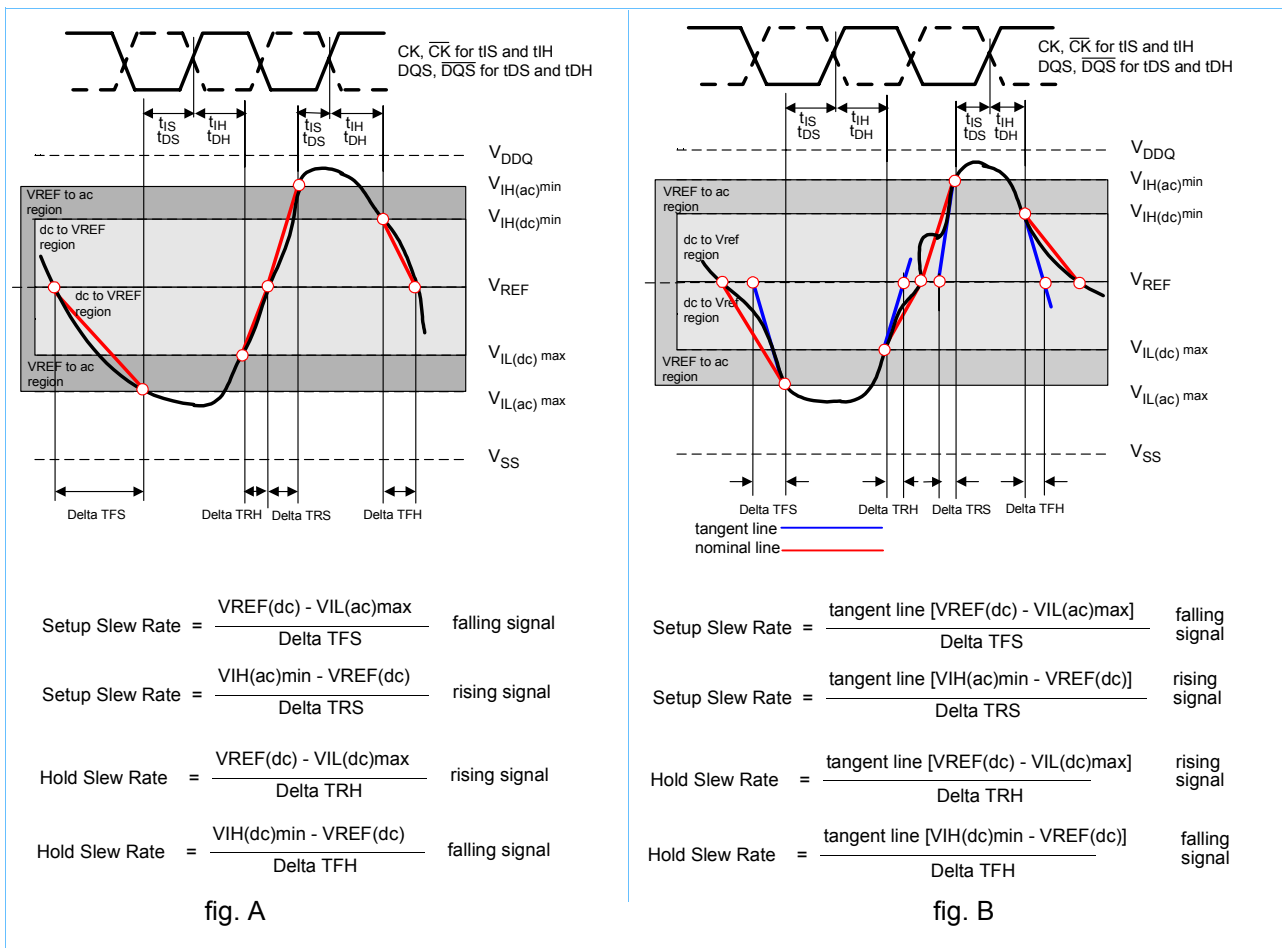 CK, CK for tIS and tIH
DQS, DQS for tDS and tDH
tIS
tDS
tIH
tDH
tIS
tDS
tIH
tDH
VDDQ
VREF to ac
region
VIH(ac)min
VIH(dc)min
dc to VREF
region
VREF
dc to VREF
region
VIL(dc)max
VREF to ac
region
VIL(ac)max
VSS
Delta TFS
Delta TRH
Delta TRS
Delta TFH
Setup Slew Rate = VREF(dc) - VIL(ac)max
Delta TFS
falling signal
Setup Slew Rate = VIH(ac)min - VREF(dc)
Delta TRS
rising signal
Hold Slew Rate = VREF(dc) - VIL(dc)max
Delta TRH
rising signal
Hold Slew Rate = VIH(dc)min - VREF(dc)
Delta TFH
falling signal
fig. A
CK, CK for tIS and tIH
DQS, DQS for tDS and tDH
tIS
tDS
tIH
tDH
tIS
tDS
tIH
tDH
VDDQ
VREF to ac
region
VIH(ac)min
VIH(dc)min
dc to Vref
region
VREF
dc to Vref
region
VIL(dc)max
VREF to ac
region
VIL(ac)max
VSS
Delta TFS
Delta TRH
Delta TRS
Delta TFH
tangent line
nominal line
Setup Slew Rate = tangent line [VREF(dc) - VIL(ac)max]
Delta TFS
falling
signal
Setup Slew Rate = tangent line [VIH(ac)min - VREF(dc)]
Delta TRS
rising
signal
Hold Slew Rate = tangent line [VREF(dc) - VIL(dc)max]
Delta TRH
rising
signal
Hold Slew Rate = tangent line [VIH(dc)min - VREF(dc)]
Delta TFH
falling
signal
fig. B